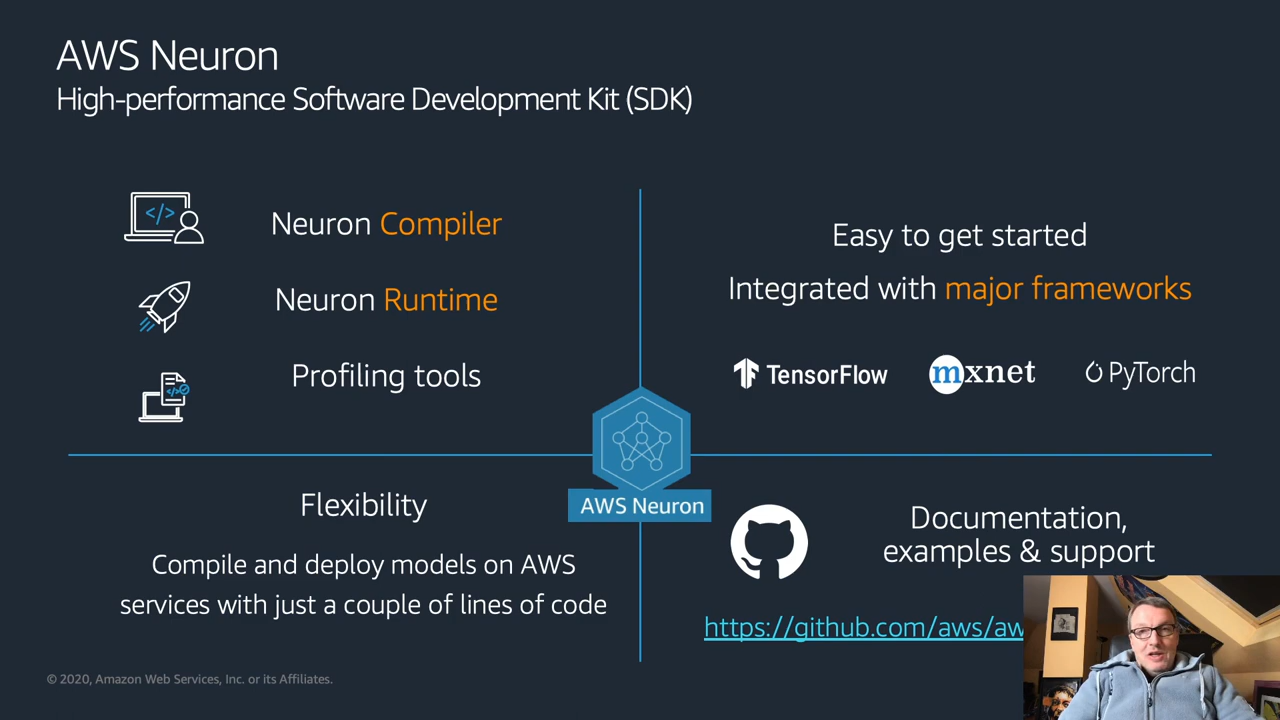 AWS Neuron
High-performance Software Development Kit (SDK)
</>
Neuron Compiler
Neuron Runtime
</>
Profiling tools
Easy to get started
Integrated with major frameworks
TensorFlow
mxnet
PyTorch
AWS Neuron
Flexibility
Compile and deploy models on AWS
services with just a couple of lines of code
Documentation,
examples & support
https://github.com/aws/aw
© 2020, Amazon Web Services, Inc. or its Affiliates.